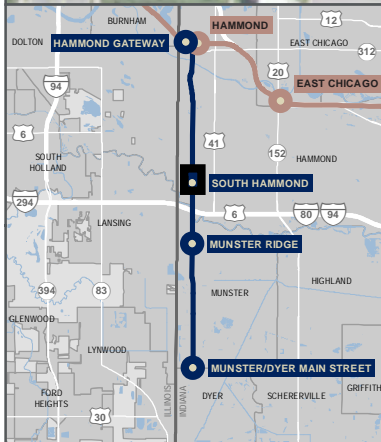 BURNHAM
HAMMOND
12
DOLTON
HAMMOND GATEWAY
EAST CHICAGO
312
20
EAST CHICAGO
94
6
41
152
SOUTH
HOLLAND
HAMMOND
SOUTH HAMMOND
294
6
80
94
LANSING
MUNSTER RIDGE
HIGHLAND
394
83
MUNSTER
GLENWOOD
LYNWOOD
MUNSTER/DYER MAIN STREET
ILLINOIS
INDIANA
FORD
HEIGHTS
DYER
SCHERERVILLE
GRIFFITH
30